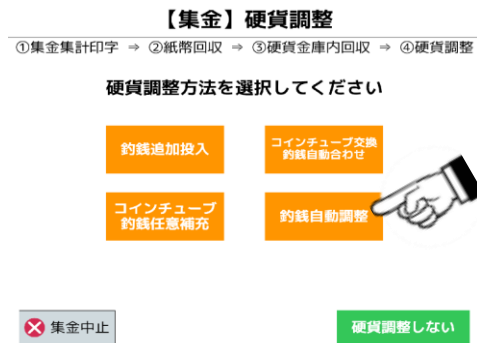 【集金】硬貨調整
①集金集計印字 ⇒ ②紙幣回収 ⇒ ③硬貨金庫内回収 ⇒ ④硬貨調整
硬貨調整方法を選択してください
釣銭追加投入
コインチューブ交換
釣銭自動合わせ
コインチューブ
釣銭任意補充
釣銭自動調整
集金中止
硬貨調整しない